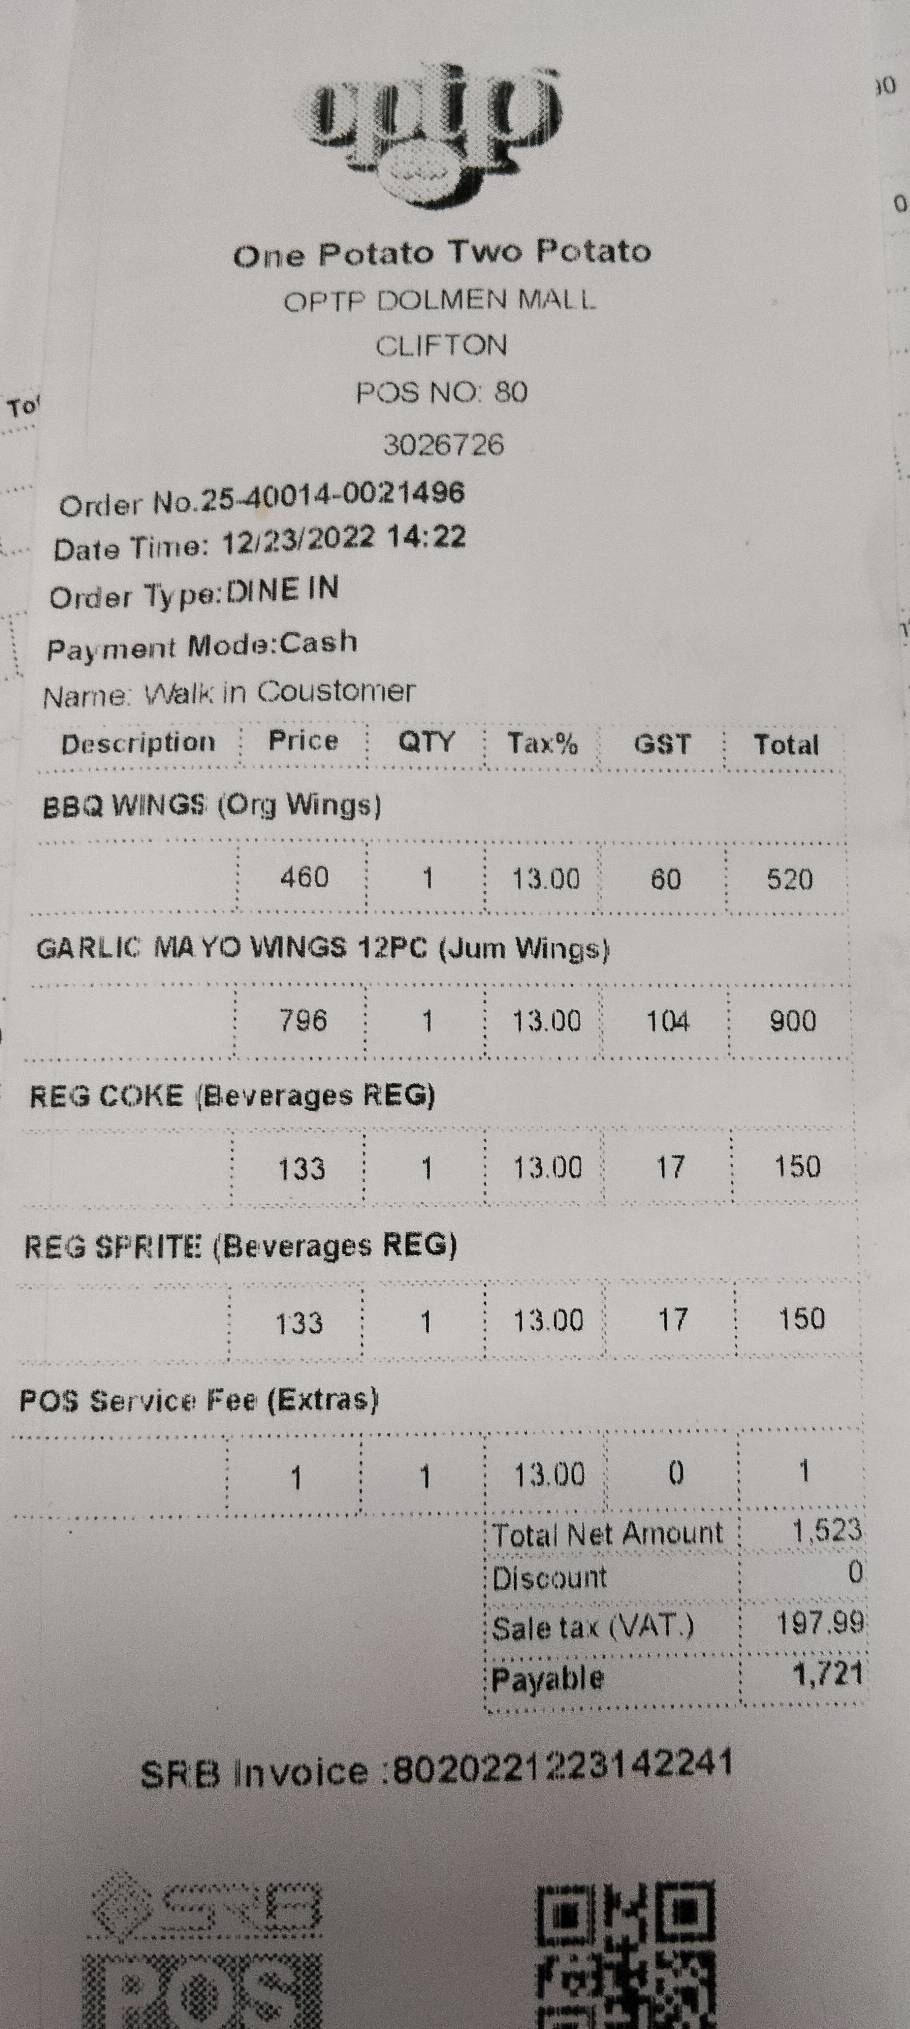 optp
One Potato Two Potato
OPTP DOLMEN MALL
CLIFTON
POS NO: 80
3026726
Order No.25-40014-0021496
Date Time: 12/23/2022 14:22
Order Type:DINE IN
Payment Mode:Cash
Name: Walk in Coustomer
Description Price QTY Tax% GST Total
BBQ WINGS (Org Wings)
460 1 13.00 60 520
GARLIC MAYO WINGS 12PC (Jum Wings)
796 1 13.00 104 900
REG COKE (Beverages REG)
133 1 13.00 17 150
REG SPRITE (Beverages REG)
133 1 13.00 17 150
POS Service Fee (Extras)
1 1 13.00 0 1
Total Net Amount 1,523
Discount 0
Sale tax (VAT.) 197.99
Payable 1,721
SRB Invoice :8020221223142241
SRB
POS